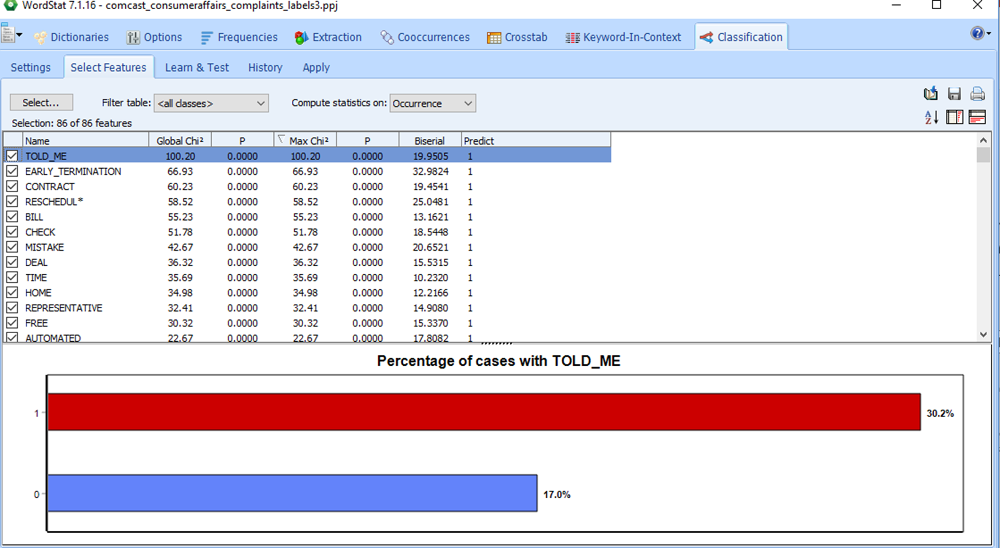 WordStat 7.1.16 - comcast_consumeraffairs_complaints_labels3.ppj
Dictionaries Options Frequencies Extraction Cooccurrences Crosstab Keyword-In-Context Classification
Settings Select Features Learn & Test History Apply
Select... Filter table: <all classes> Compute statistics on: Occurrence
Selection: 86 of 86 features
Name Global Chi² P Max Chi² P Biserial Predict
TOLD_ME 100.20 0.0000 100.20 0.0000 19.9505 1
EARLY_TERMINATION 66.93 0.0000 66.93 0.0000 32.9824 1
CONTRACT 60.23 0.0000 60.23 0.0000 19.4541 1
RESCHEDUL* 58.52 0.0000 58.52 0.0000 25.0481 1
BILL 55.23 0.0000 55.23 0.0000 13.1621 1
CHECK 51.78 0.0000 51.78 0.0000 18.5448 1
MISTAKE 42.67 0.0000 42.67 0.0000 20.6521 1
DEAL 36.32 0.0000 36.32 0.0000 15.5315 1
TIME 35.69 0.0000 35.69 0.0000 10.2320 1
HOME 34.98 0.0000 34.98 0.0000 12.2166 1
REPRESENTATIVE 32.41 0.0000 32.41 0.0000 14.9080 1
FREE 30.32 0.0000 30.32 0.0000 15.3370 1
AUTOMATED 22.67 0.0000 22.67 0.0000 17.8082 1
Percentage of cases with TOLD_ME
1 30.2%
0 17.0%